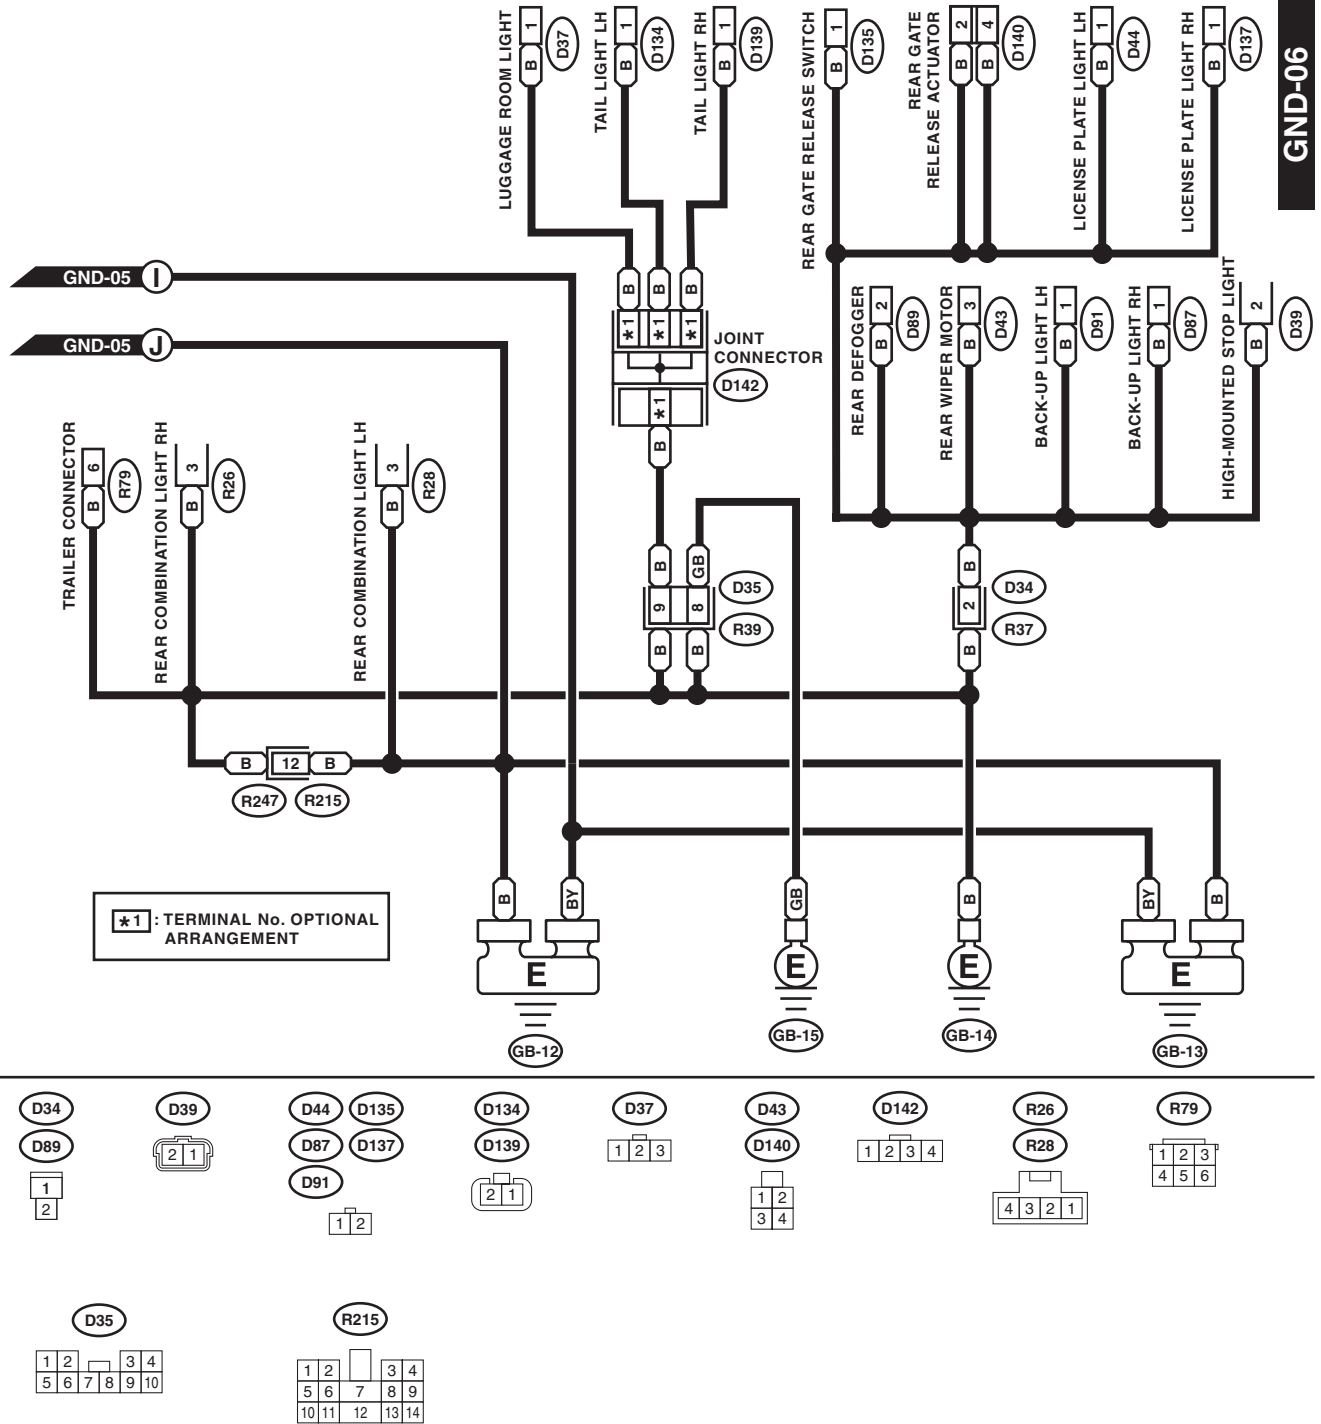 GND-06
LUGGAGE ROOM LIGHT
1
B
D37
TAIL LIGHT LH
1
B
D134
TAIL LIGHT RH
1
B
D139
REAR GATE RELEASE SWITCH
1
B
D135
REAR GATE
RELEASE ACTUATOR
2 4
B B
D140
LICENSE PLATE LIGHT LH
1
B
D44
LICENSE PLATE LIGHT RH
1
B
D137
GND-05 I
GND-05 J
B B B
*1 *1 *1
JOINT
CONNECTOR
D142
*1
B
REAR DEFOGGER
2
B
D89
REAR WIPER MOTOR
3
B
D43
BACK-UP LIGHT LH
1
B
D91
BACK-UP LIGHT RH
1
B
D87
HIGH-MOUNTED STOP LIGHT
2
B
D39
TRAILER CONNECTOR
6
B
R79
REAR COMBINATION LIGHT RH
3
B
R26
REAR COMBINATION LIGHT LH
3
B
R28
B GB
9 8
B B
D35
R39
B
2
B
D34
R37
B 12 B
R247 R215
*1 : TERMINAL No. OPTIONAL
ARRANGEMENT
B BY
E
GB-12
GB
E
GB-15
B
E
GB-14
BY B
E
GB-13
D34
D89
1
2
D39
2 1
D44 D135
D87 D137
D91
1 2
D134
D139
2 1
D37
1 2 3
D43
D140
1 2
3 4
D142
1 2 3 4
R26
R28
4 3 2 1
R79
1 2 3
4 5 6
D35
1 2 3 4
5 6 7 8 9 10
R215
1 2 3 4
5 6 7 8 9
10 11 12 13 14